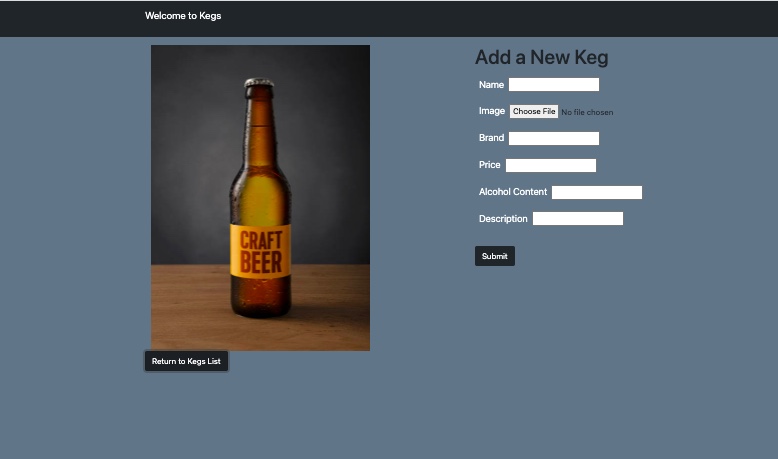 Welcome to Kegs
CRAFT
BEER
Return to Kegs List
Add a New Keg
Name
Image Choose File No file chosen
Brand
Price
Alcohol Content
Description
Submit